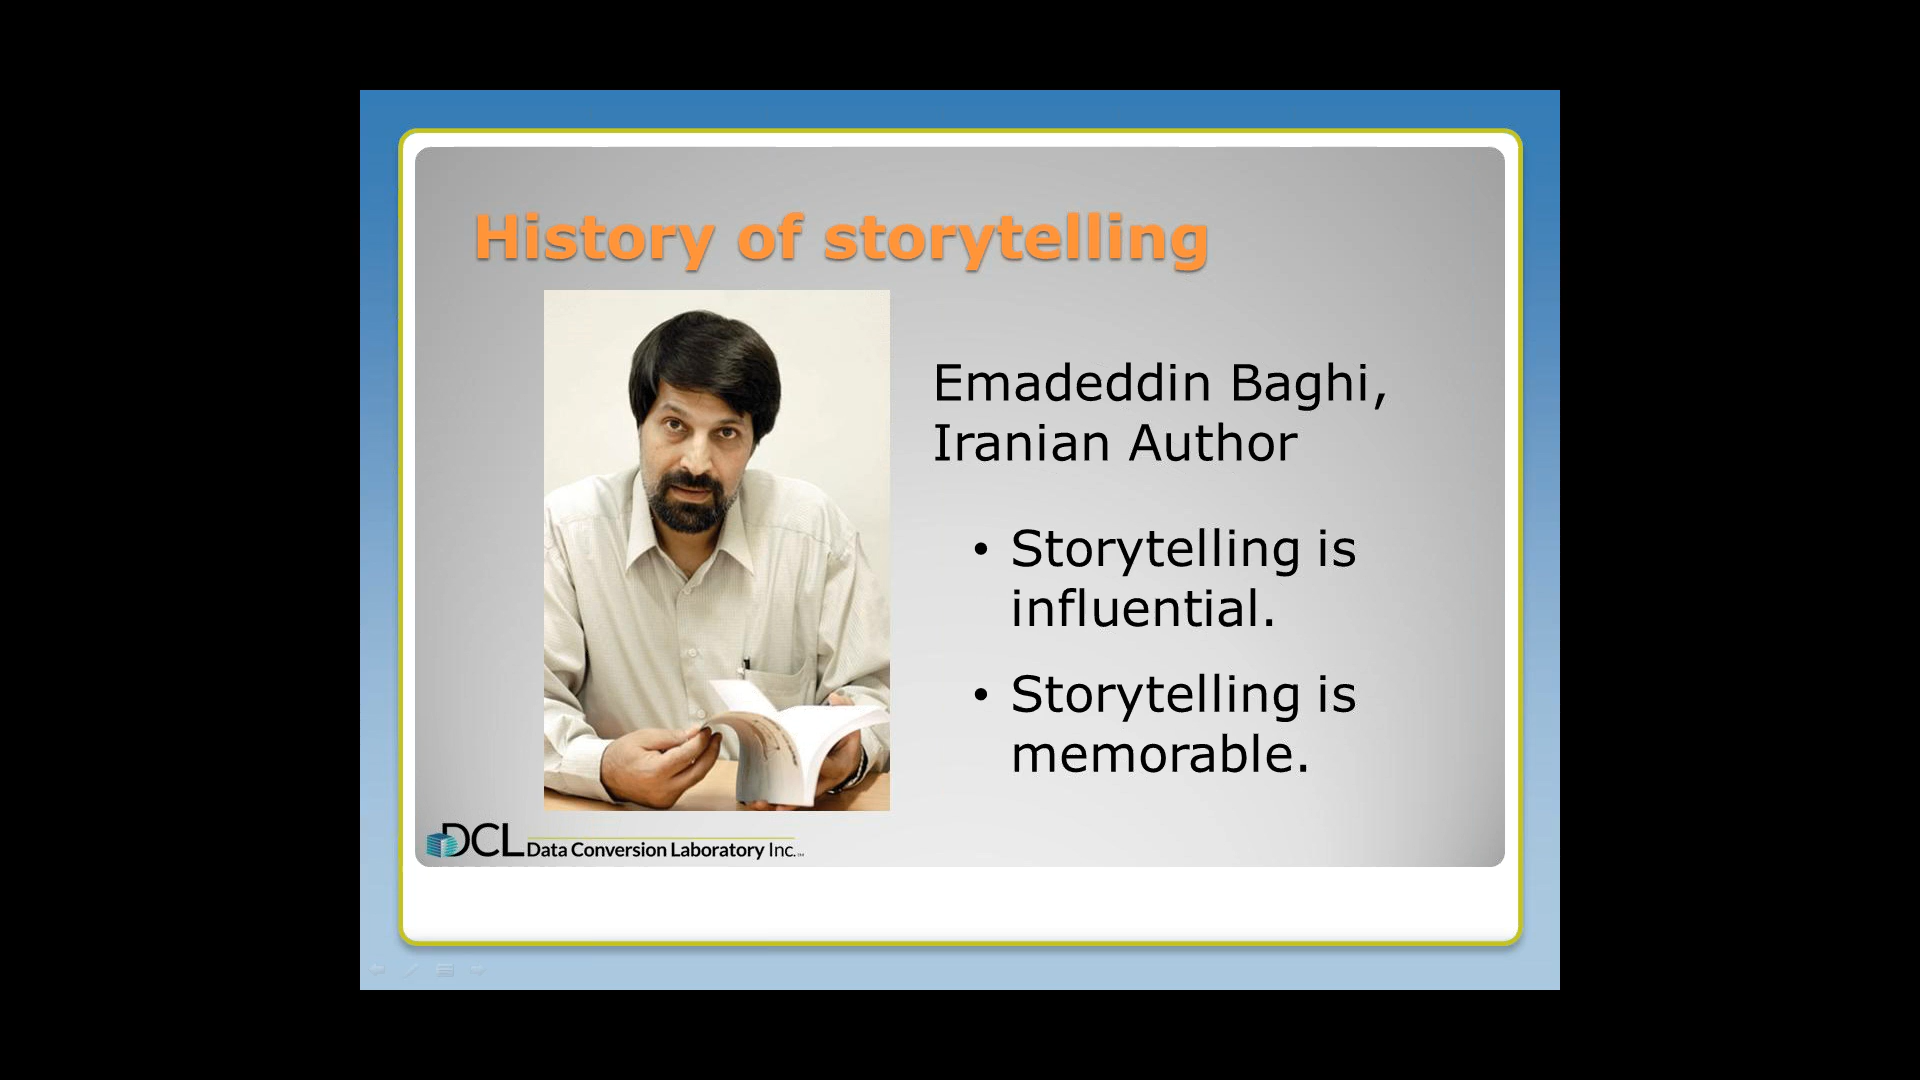 History of storytelling
Emadeddin Baghi,
Iranian Author
• Storytelling is
influential.
• Storytelling is
memorable.
DCL Data Conversion Laboratory Inc.